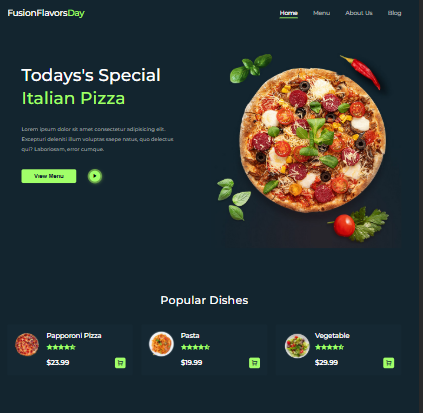 FusionFlavorsDay
Home Menu About Us Blog
Todays's Special
Italian Pizza
Lorem ipsum dolor sit amet consectetur adipisicing elit.
Excepturi deleniti quo voluptas saepe natus, quo delectus
qui? Laboriosam, error cumque.
View Menu
Popular Dishes
Papporoni Pizza
$23.99
Pasta
$19.99
Vegetable
$29.99